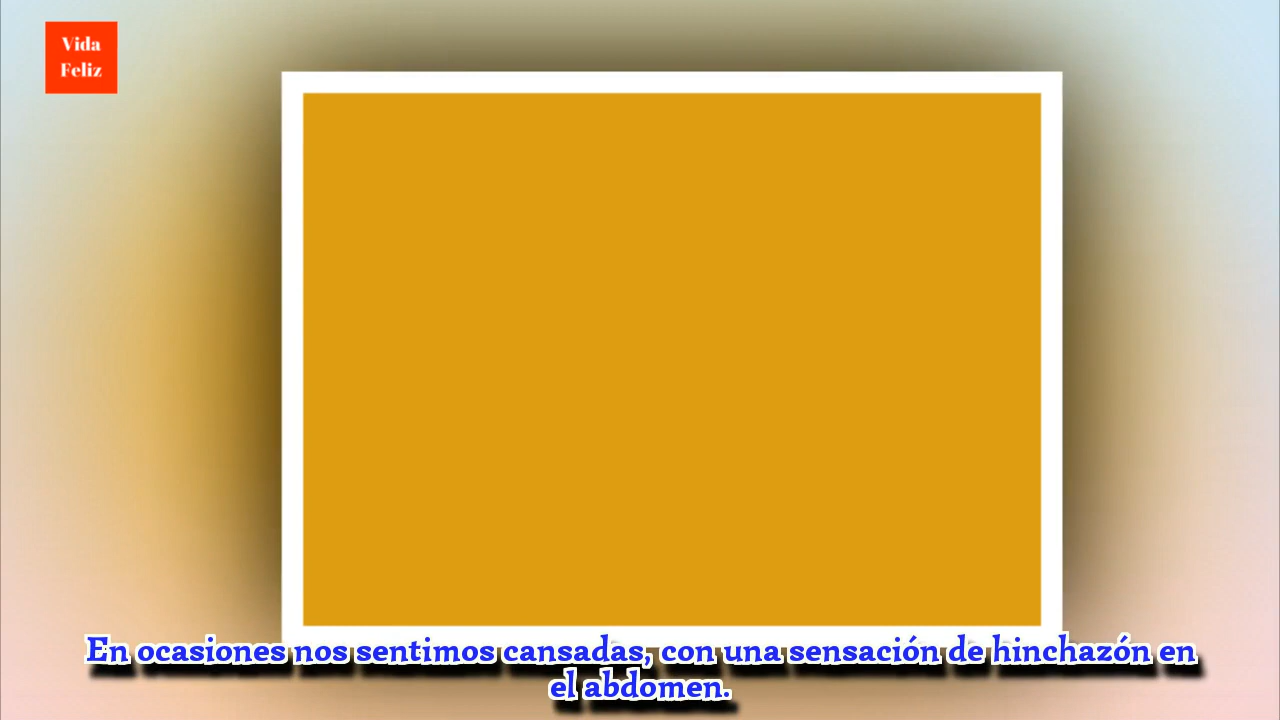 Vida
Feliz
En ocasiones nos sentimos cansadas, con una sensación de hinchazón en
el abdomen.